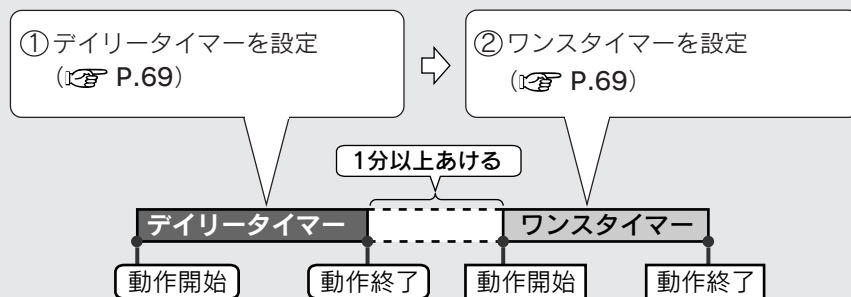 ①デイリータイマーを設定
(☞ P.69)
②ワンスタイマーを設定
(☞ P.69)
1分以上あける
デイリータイマー
ワンスタイマー
動作開始
動作終了
動作開始
動作終了